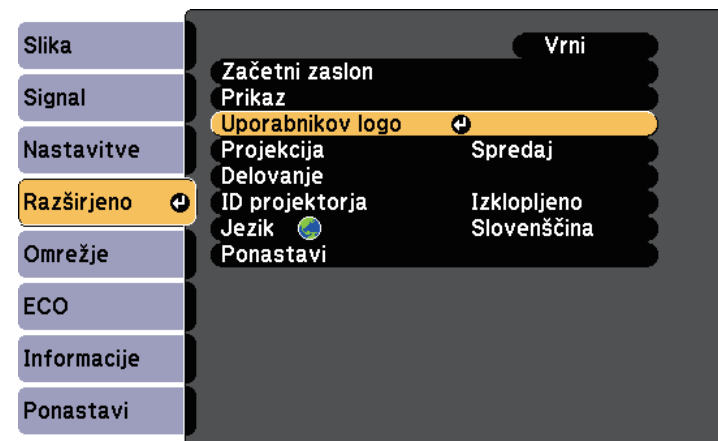 Slika
Signal
Nastavitve
Razširjeno
Omrežje
ECO
Informacije
Ponastavi
Vrni
Začetni zaslon
Prikaz
Uporabnikov logo
Projekcija Spredaj
Delovanje
ID projektorja Izklopljeno
Jezik Slovenščina
Ponastavi